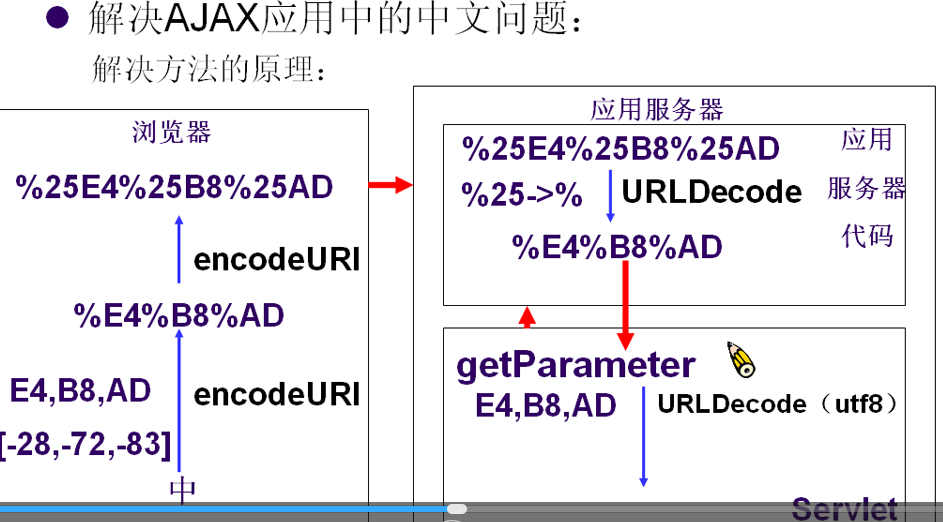 解决AJAX应用中的中文问题：
解决方法的原理：
浏览器
%25E4%25B8%25AD
encodeURI
%E4%B8%AD
E4,B8,AD
encodeURI
[-28,-72,-83]
中
应用服务器
%25E4%25B8%25AD
应用
%25->%
URLDecode
服务器
%E4%B8%AD
代码
getParameter
E4,B8,AD
URLDecode（utf8）
Servlet